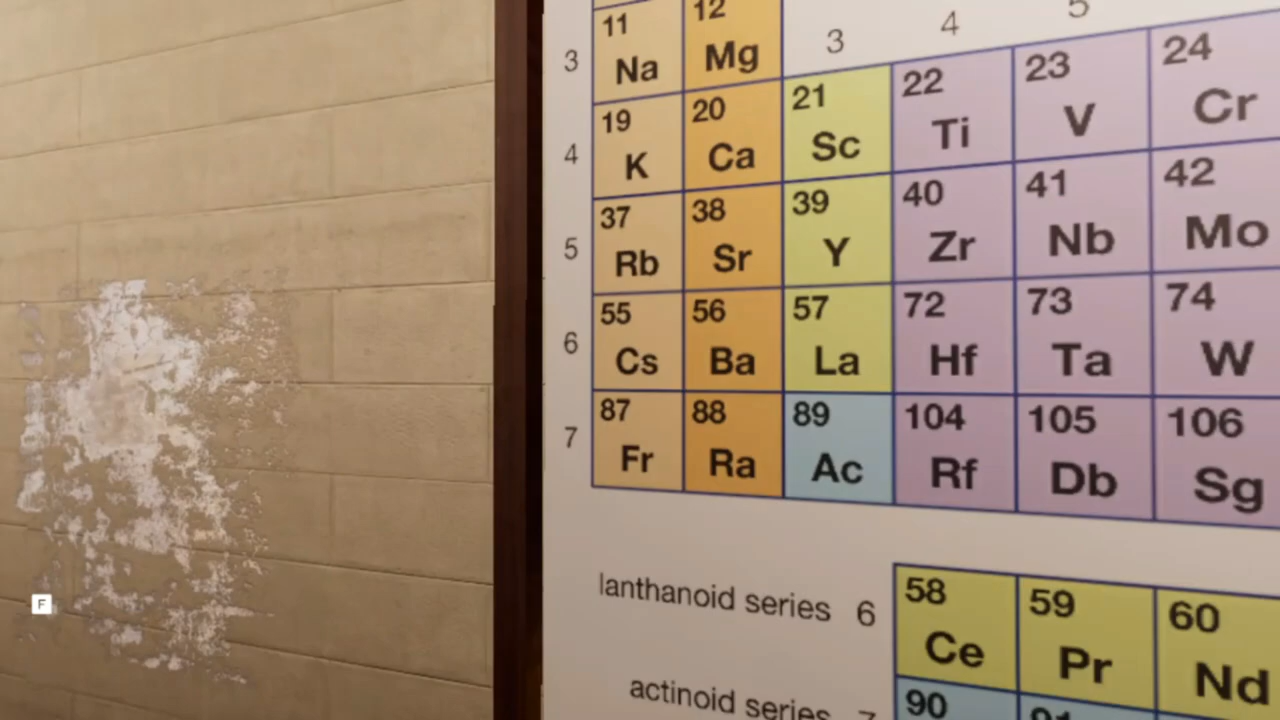 5
4
3
11 12
3 Na Mg
21 22 23 24
Sc Ti V Cr
19 20
4 K Ca
39 40 41 42
Y Zr Nb Mo
37 38
5 Rb Sr
55 56 57 72 73 74
6 Cs Ba La Hf Ta W
87 88 89 104 105 106
7 Fr Ra Ac Rf Db Sg
lanthanoid series 6
58 59 60
Ce Pr Nd
F
actinoid series 7
90 91